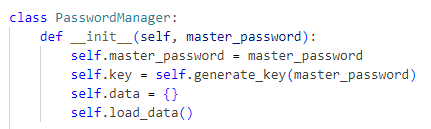 class PasswordManager:
    def __init__(self, master_password):
        self.master_password = master_password
        self.key = self.generate_key(master_password)
        self.data = {}
        self.load_data()